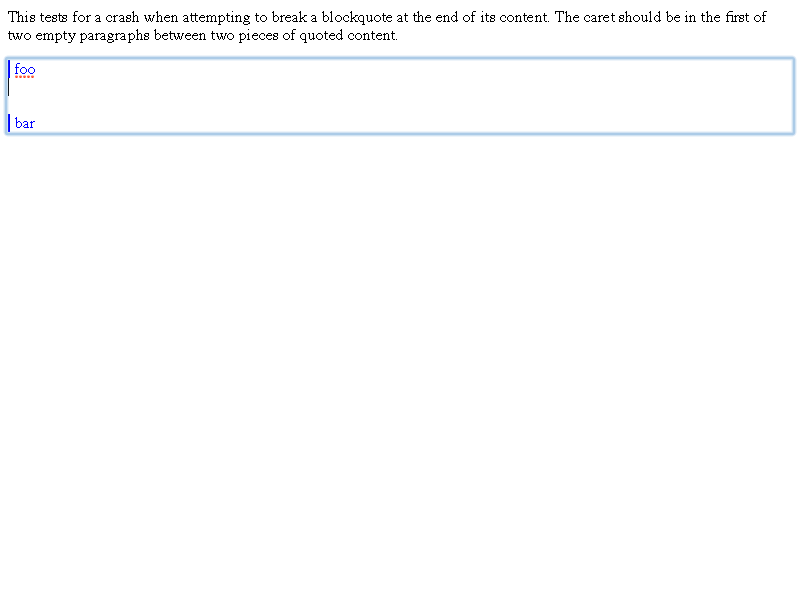 This tests for a crash when attempting to break a blockquote at the end of its content. The caret should be in the first of
two empty paragraphs between two pieces of quoted content.
foo
bar